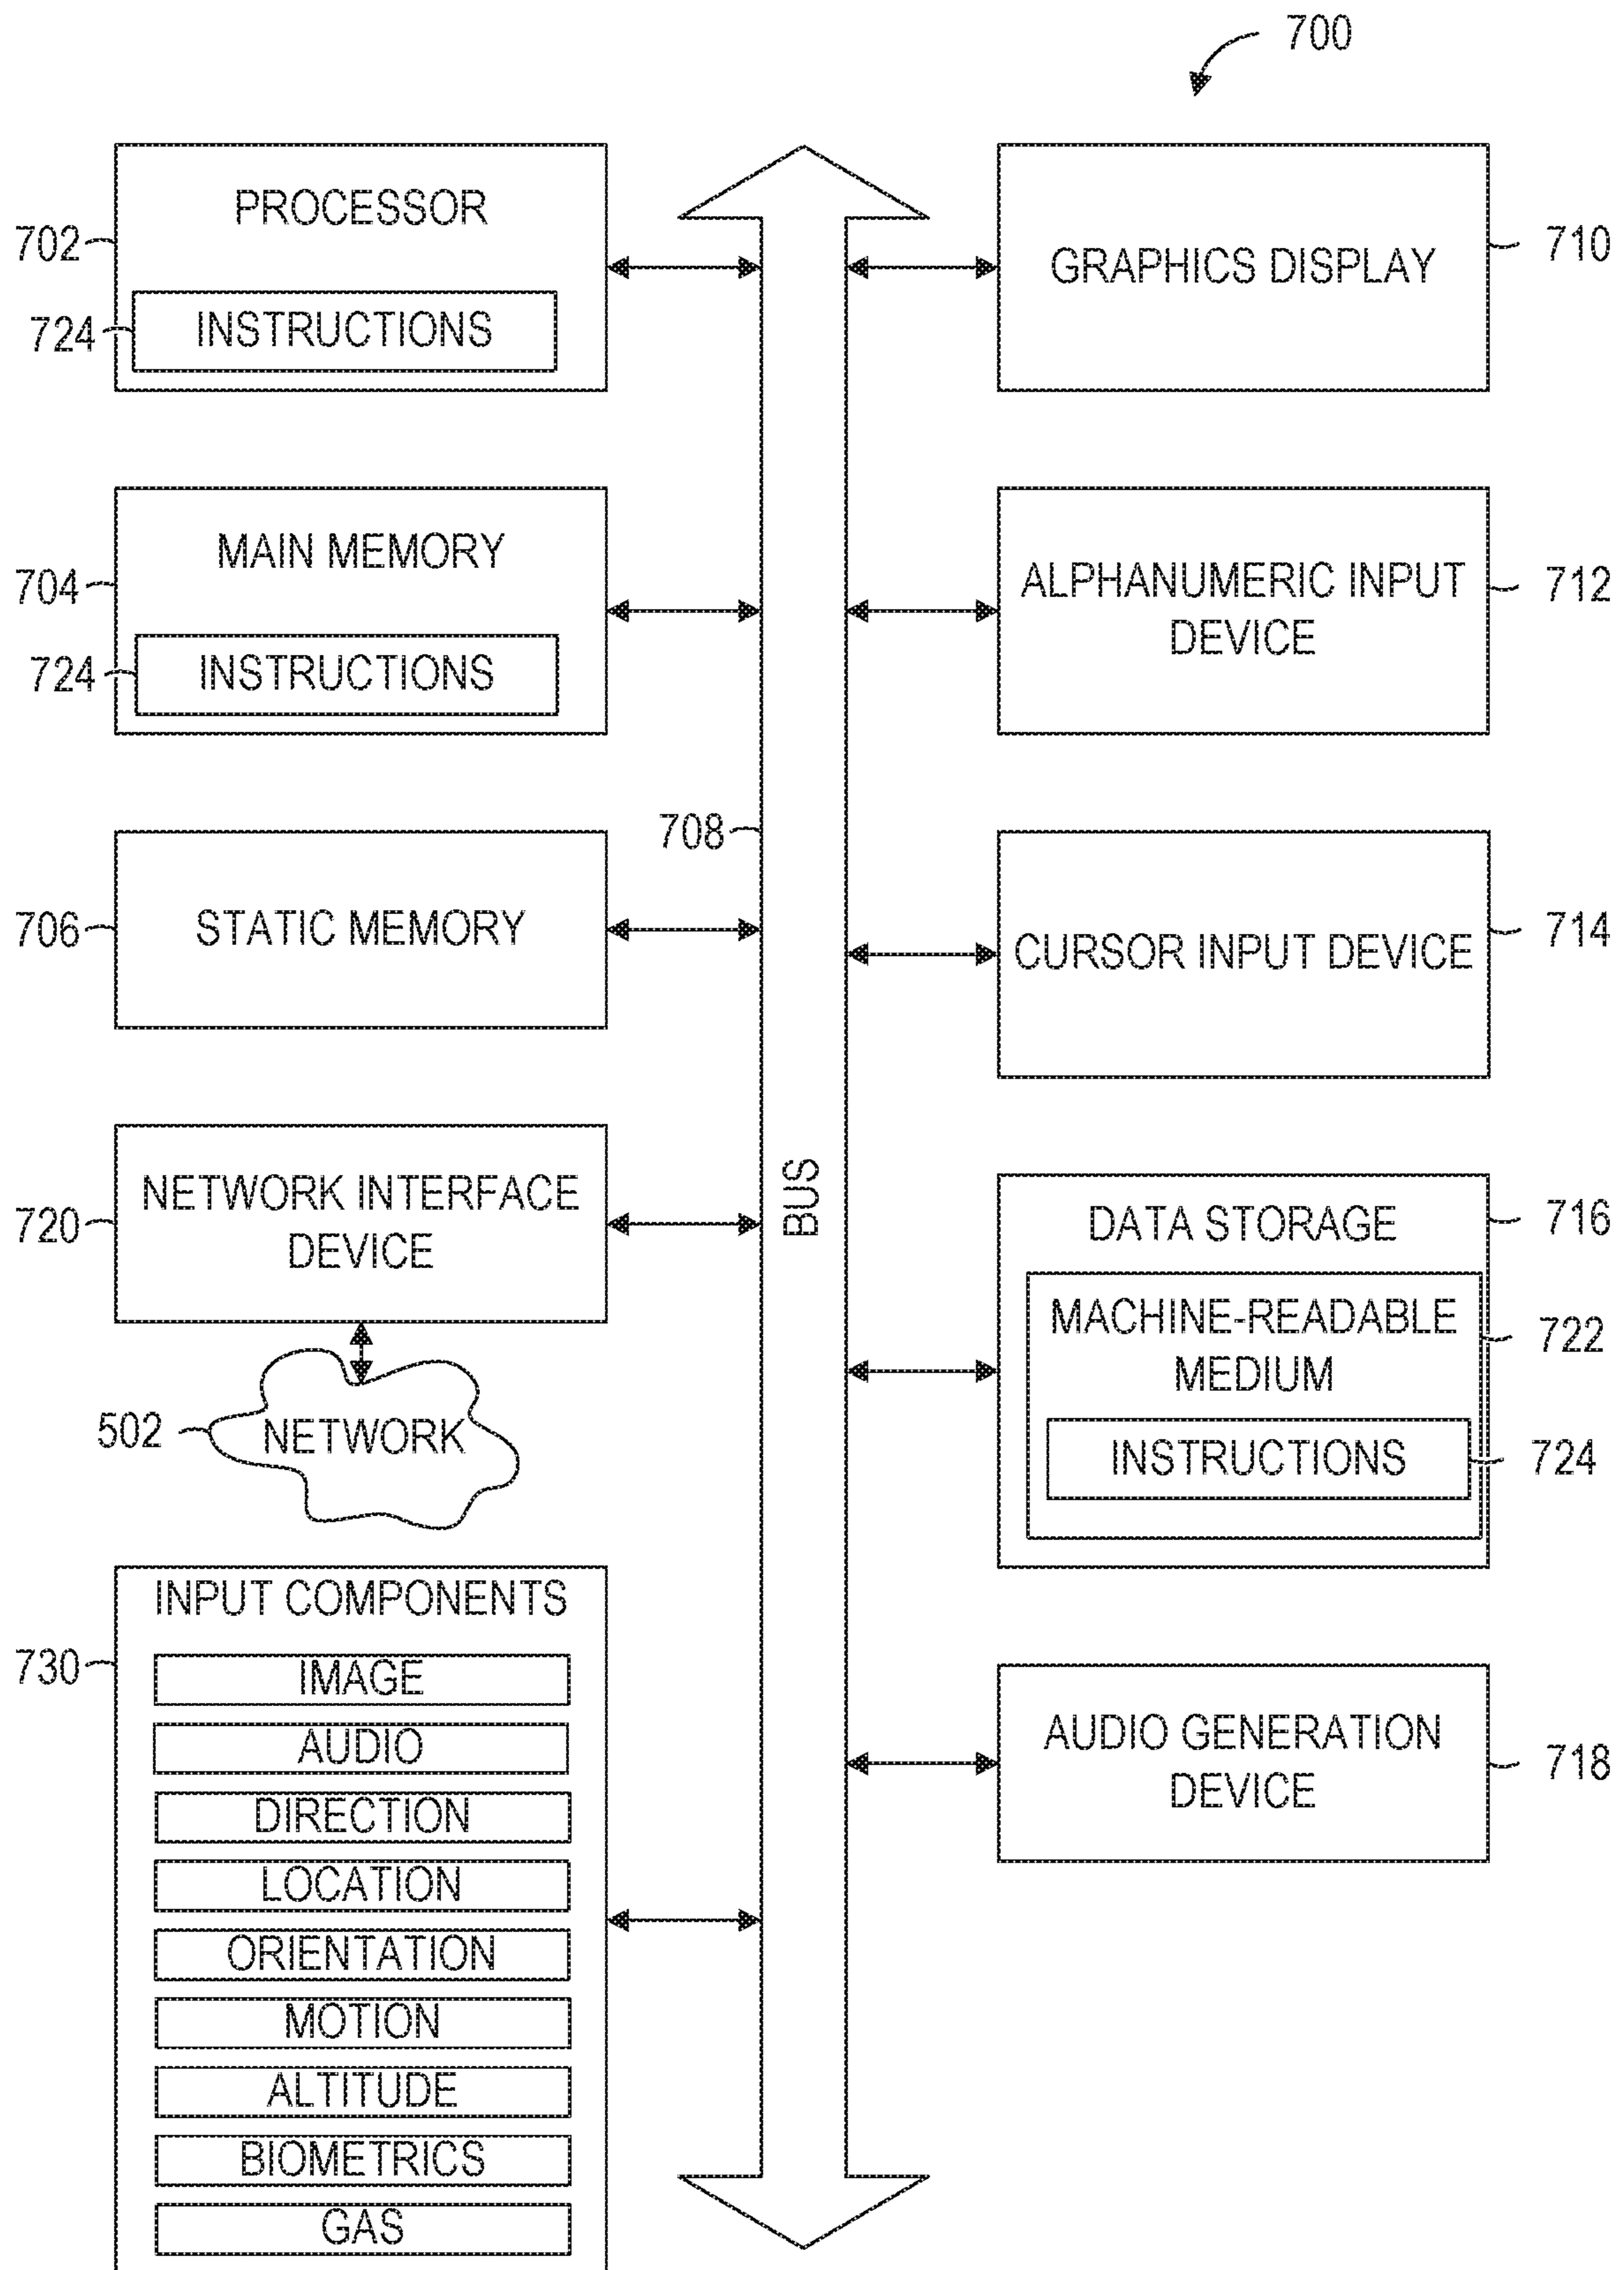 700
PROCESSOR
702
INSTRUCTIONS
724
MAIN MEMORY
704
INSTRUCTIONS
724
STATIC MEMORY
706
708
BUS
NETWORK INTERFACE
DEVICE
720
NETWORK
502
INPUT COMPONENTS
730
IMAGE
AUDIO
DIRECTION
LOCATION
ORIENTATION
MOTION
ALTITUDE
BIOMETRICS
GAS
GRAPHICS DISPLAY
710
ALPHANUMERIC INPUT
DEVICE
712
CURSOR INPUT DEVICE
714
DATA STORAGE
716
MACHINE-READABLE
MEDIUM
722
INSTRUCTIONS
724
AUDIO GENERATION
DEVICE
718